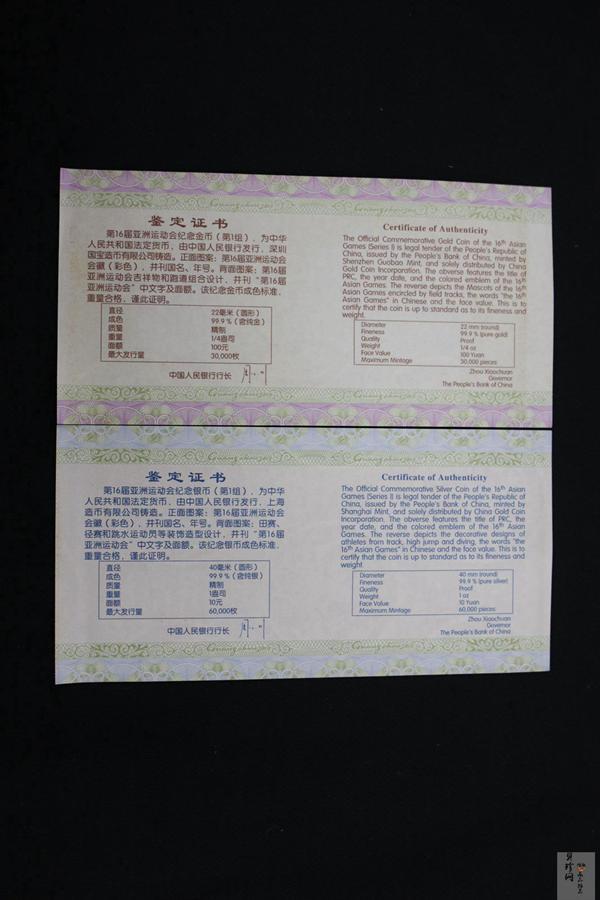 鉴定证书
第16届亚洲运动会纪念金币（第1组），为中华
人民共和国法定货币，由中国人民银行发行，深圳
国宝造币有限公司铸造。正面图案：第16届亚洲运动会
会徽（彩色），并刊国名、年号。背面图案：第16届
亚洲运动会吉祥物和跑道组合设计，并刊“第16届
亚洲运动会”中文字及面额。该纪念金币成色标准，
重量合格，谨此证明。
直径 22毫米（圆形）
成色 99.9％（含纯金）
质量 精制
重量 1/4盎司
面额 100元
最大发行量 30,000枚
中国人民银行行长
Certificate of Authenticity
The Official Commemorative Gold Coin of the 16th Asian
Games (Series I) is legal tender of the People's Republic of
China, issued by the People's Bank of China, minted by
Shenzhen Guobao Mint, and solely distributed by China
Gold Coin Incorporation. The obverse features the title of
PRC, the year date, and the colored emblem of the 16th
Asian Games. The reverse depicts the Mascots of the 16th
Asian Games encircled by field tracks, the words "the 16th
Asian Games" in Chinese and the face value. This is to
certify that the coin is up to standard as to its fineness and
weight.
Diameter 22 mm (round)
Fineness 99.9 % (pure gold)
Quality Proof
Weight 1/4 oz
Face Value 100 Yuan
Maximum Mintage 30,000 pieces
Zhou Xiaochuan
Governor
The People's Bank of China
鉴定证书
第16届亚洲运动会纪念银币（第1组），为中华
人民共和国法定货币，由中国人民银行发行，上海
造币有限公司铸造。正面图案：第16届亚洲运动会
会徽（彩色），并刊国名、年号。背面图案：田赛、
径赛和跳水运动员等装饰造型设计，并刊“第16届
亚洲运动会”中文字及面额。该纪念银币成色标准，
重量合格，谨此证明。
直径 40毫米（圆形）
成色 99.9％（含纯银）
质量 精制
重量 1盎司
面额 10元
最大发行量 60,000枚
中国人民银行行长
Certificate of Authenticity
The Official Commemorative Silver Coin of the 16th Asian
Games (Series I) is legal tender of the People's Republic of
China, issued by the People's Bank of China, minted by
Shanghai Mint, and solely distributed by China Gold Coin
Incorporation. The obverse features the title of PRC, the
year date, and the colored emblem of the 16th Asian
Games. The reverse depicts the decorative designs of
athletes from track, high jump and diving, the words "the
16th Asian Games" in Chinese and the face value. This is to
certify that the coin is up to standard as to its fineness and
weight.
Diameter 40 mm (round)
Fineness 99.9 % (pure silver)
Quality Proof
Weight 1 oz
Face Value 10 Yuan
Maximum Mintage 60,000 pieces
Zhou Xiaochuan
Governor
The People's Bank of China